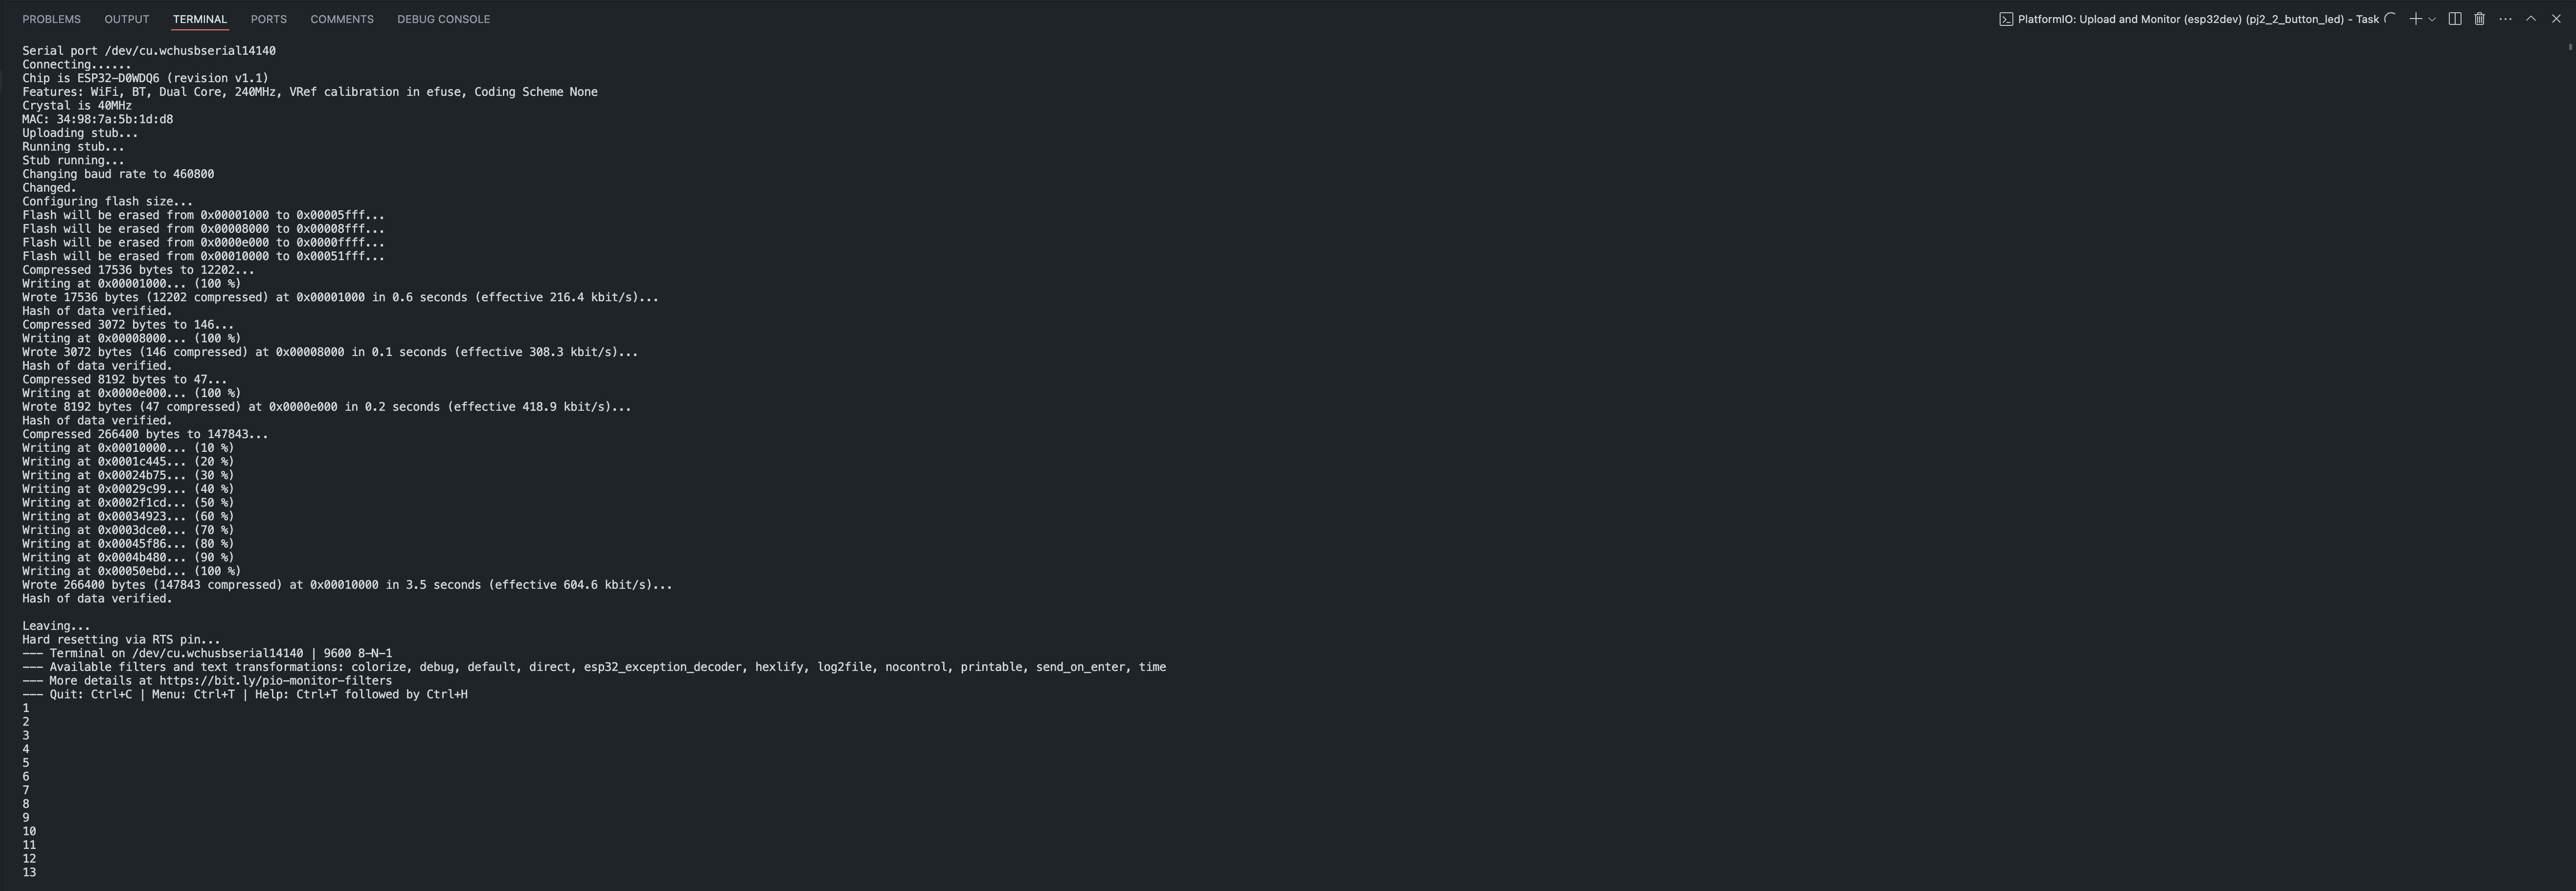 PROBLEMS OUTPUT TERMINAL PORTS COMMENTS DEBUG CONSOLE PlatformIO: Upload and Monitor (esp32dev) (pj2_2_button_led) - Task
Serial port /dev/cu.wchusbserial14140
Connecting......
Chip is ESP32-D0WDQ6 (revision v1.1)
Features: WiFi, BT, Dual Core, 240MHz, VRef calibration in efuse, Coding Scheme None
Crystal is 40MHz
MAC: 34:98:7a:5b:1d:d8
Uploading stub...
Running stub...
Stub running...
Changing baud rate to 460800
Changed.
Configuring flash size...
Flash will be erased from 0x00001000 to 0x00005fff...
Flash will be erased from 0x00008000 to 0x00008fff...
Flash will be erased from 0x0000e000 to 0x0000ffff...
Flash will be erased from 0x00010000 to 0x00051fff...
Compressed 17536 bytes to 12202...
Writing at 0x00001000... (100 %)
Wrote 17536 bytes (12202 compressed) at 0x00001000 in 0.6 seconds (effective 216.4 kbit/s)...
Hash of data verified.
Compressed 3072 bytes to 146...
Writing at 0x00008000... (100 %)
Wrote 3072 bytes (146 compressed) at 0x00008000 in 0.1 seconds (effective 308.3 kbit/s)...
Hash of data verified.
Compressed 8192 bytes to 47...
Writing at 0x0000e000... (100 %)
Wrote 8192 bytes (47 compressed) at 0x0000e000 in 0.2 seconds (effective 418.9 kbit/s)...
Hash of data verified.
Compressed 266400 bytes to 147843...
Writing at 0x00010000... (10 %)
Writing at 0x0001c445... (20 %)
Writing at 0x00024b75... (30 %)
Writing at 0x00029c99... (40 %)
Writing at 0x0002f1cd... (50 %)
Writing at 0x00034923... (60 %)
Writing at 0x0003dce0... (70 %)
Writing at 0x00045f86... (80 %)
Writing at 0x0004b480... (90 %)
Writing at 0x00050ebd... (100 %)
Wrote 266400 bytes (147843 compressed) at 0x00010000 in 3.5 seconds (effective 604.6 kbit/s)...
Hash of data verified.
Leaving...
Hard resetting via RTS pin...
--- Terminal on /dev/cu.wchusbserial14140 | 9600 8-N-1
--- Available filters and text transformations: colorize, debug, default, direct, esp32_exception_decoder, hexlify, log2file, nocontrol, printable, send_on_enter, time
--- More details at https://bit.ly/pio-monitor-filters
--- Quit: Ctrl+C | Menu: Ctrl+T | Help: Ctrl+T followed by Ctrl+H
1
2
3
4
5
6
7
8
9
10
11
12
13